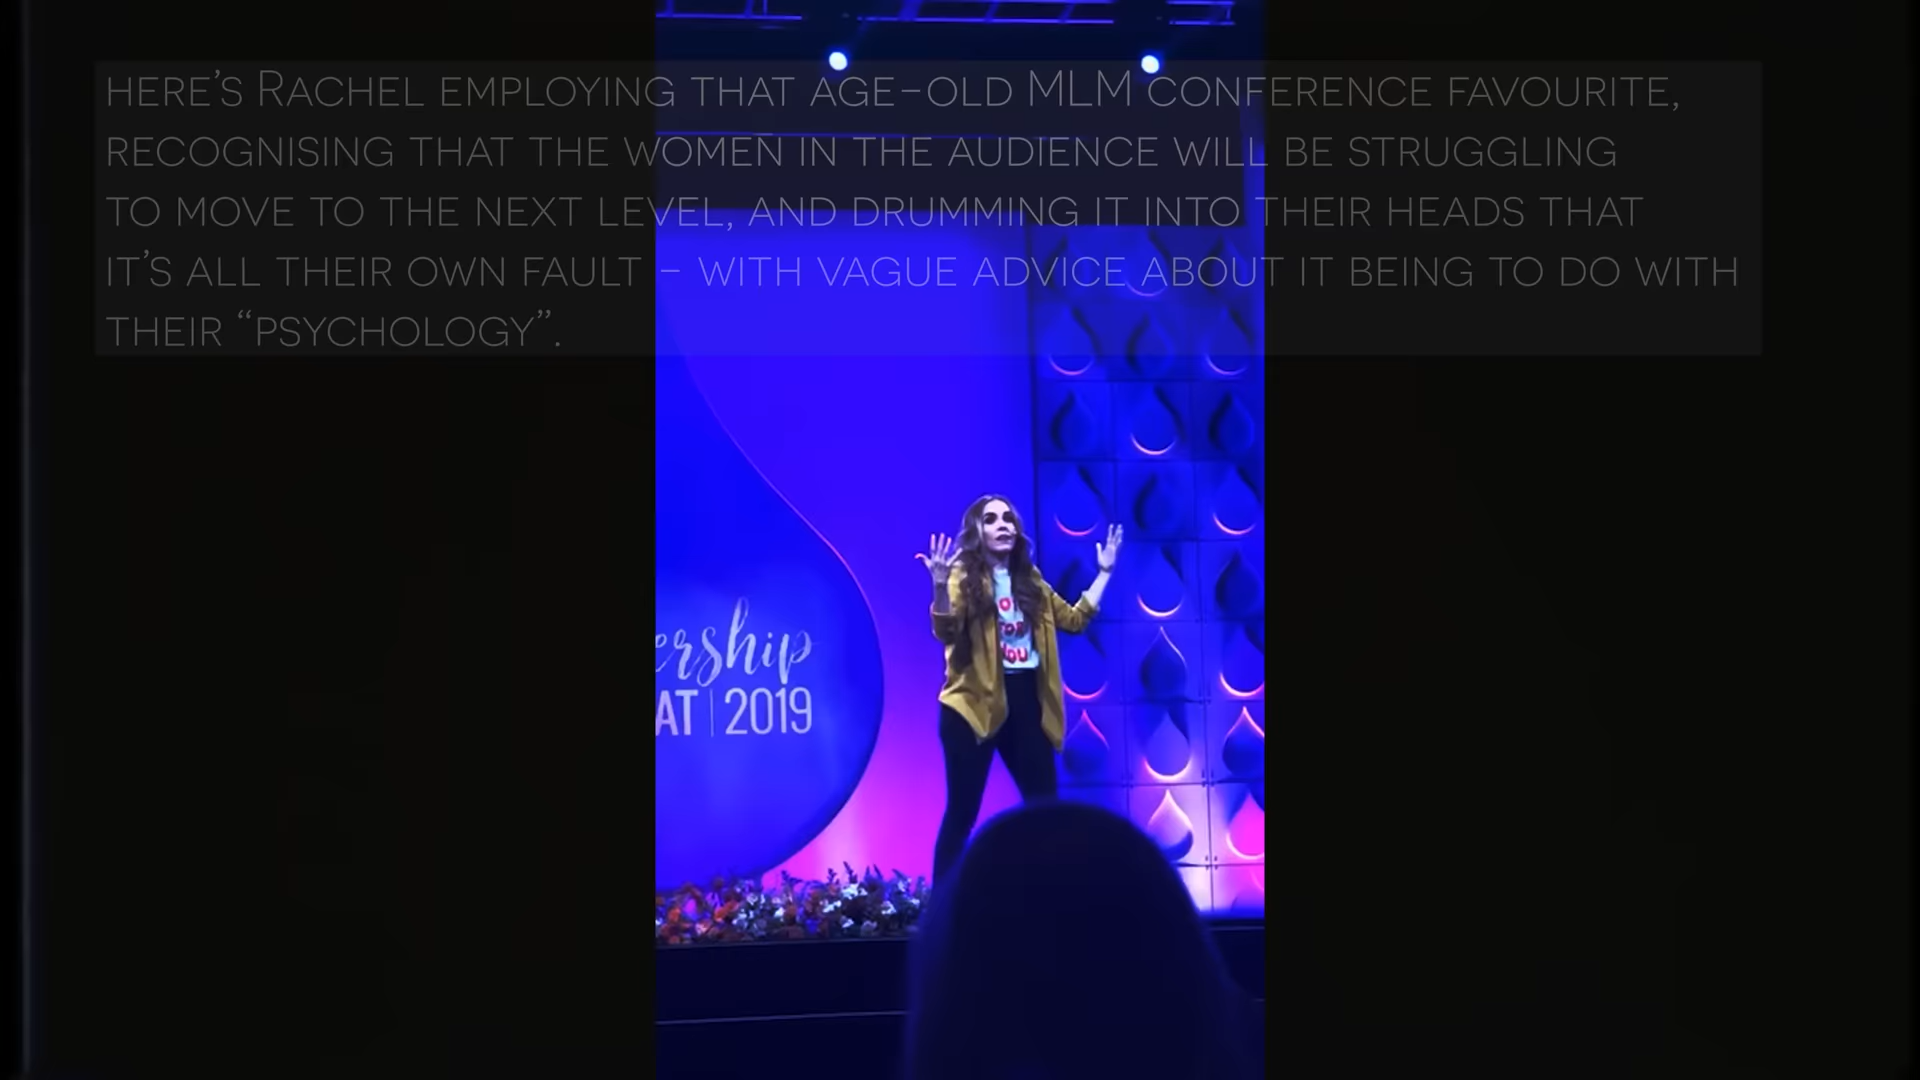 HERE'S RACHEL EMPLOYING THAT AGE-OLD MLM CONFERENCE FAVOURITE,
RECOGNISING THAT THE WOMEN IN THE AUDIENCE WILL BE STRUGGLING
TO MOVE TO THE NEXT LEVEL, AND DRUMMING IT INTO THEIR HEADS THAT
IT'S ALL THEIR OWN FAULT – WITH VAGUE ADVICE ABOUT IT BEING TO DO WITH
THEIR “PSYCHOLOGY”.
ership
AT | 2019
FOR
YOU